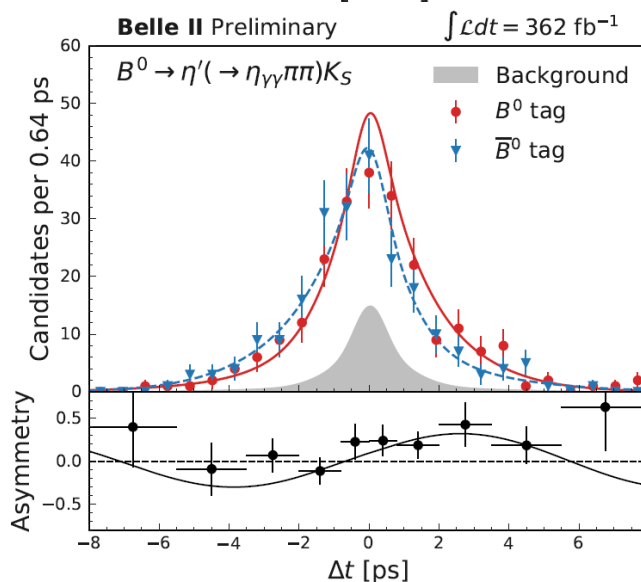 Belle II Preliminary
∫ℒdt = 362 fb⁻¹
B⁰ → η′(→ η_γγ ππ)K_S
Background
B⁰ tag
B̅⁰ tag
Candidates per 0.64 ps
60
50
40
30
20
10
0
Asymmetry
0.5
0.0
−0.5
−8 −6 −4 −2 0 2 4 6
Δt [ps]